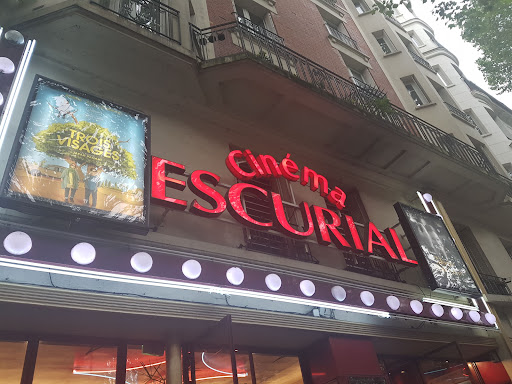 Cinéma
ESCURIAL
TROIS
VISAGES